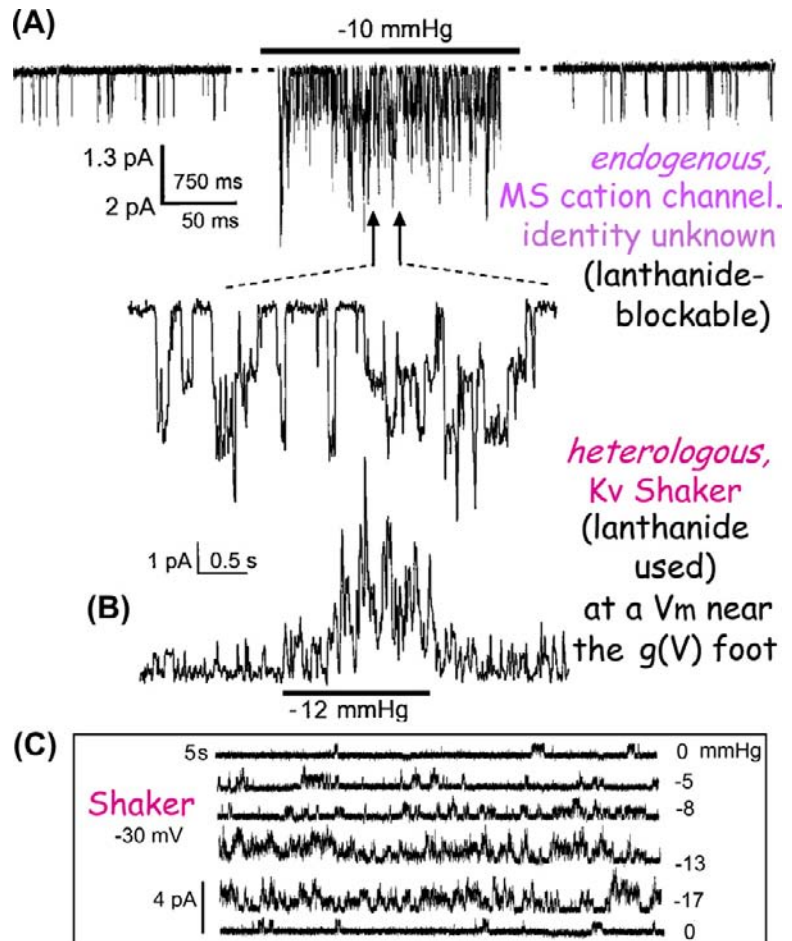 (A)
-10 mmHg
1.3 pA
750 ms
2 pA
50 ms
endogenous,
MS cation channel.
identity unknown
(lanthanide-
blockable)
heterologous,
Kv Shaker
(lanthanide
used)
at a Vm near
the g(V) foot
1 pA 0.5 s
(B)
-12 mmHg
(C)
5s
0 mmHg
-5
Shaker
-8
-30 mV
-13
4 pA
-17
0